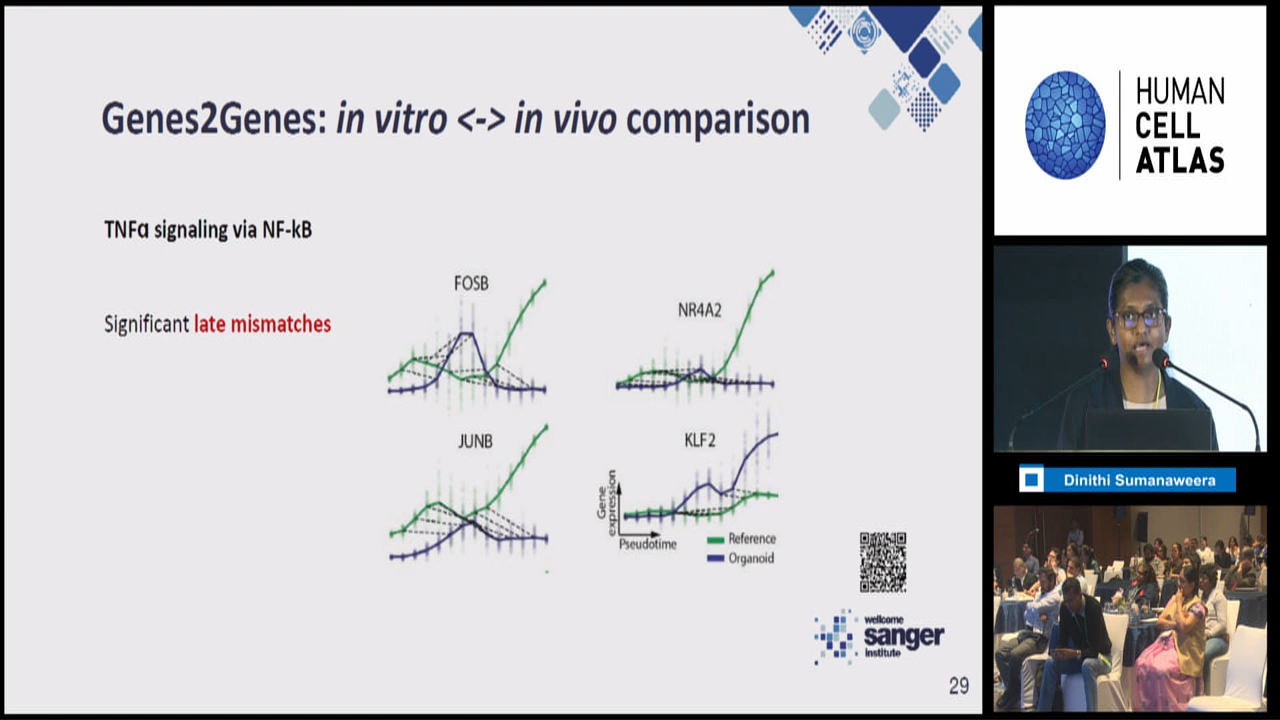 Genes2Genes: in vitro <-> in vivo comparison
TNFα signaling via NF-kB
Significant late mismatches
FOSB
NR4A2
JUNB
KLF2
Gene
expression
Pseudotime
Reference
Organoid
wellcome
sanger
institute
29
HUMAN
CELL
ATLAS
Dinithi Sumanaweera